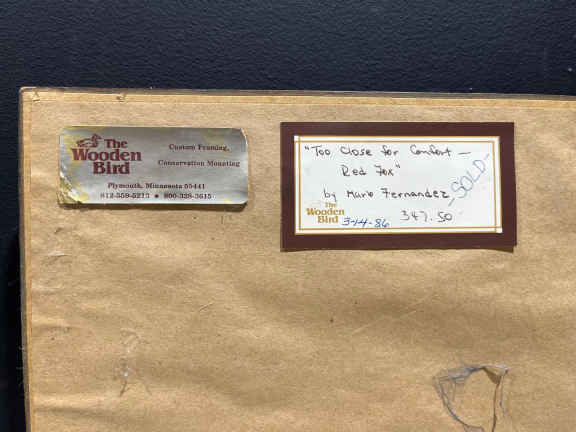 The
Wooden
Bird
Custom Framing,
Conservation Mounting
Plymouth, Minnesota 55441
612-559-5213 • 800-328-3615
"Too Close for Comfort —
Red Fox"
by Mario Fernandez
-SOLD-
The
Wooden
Bird
3-14-86
347.50